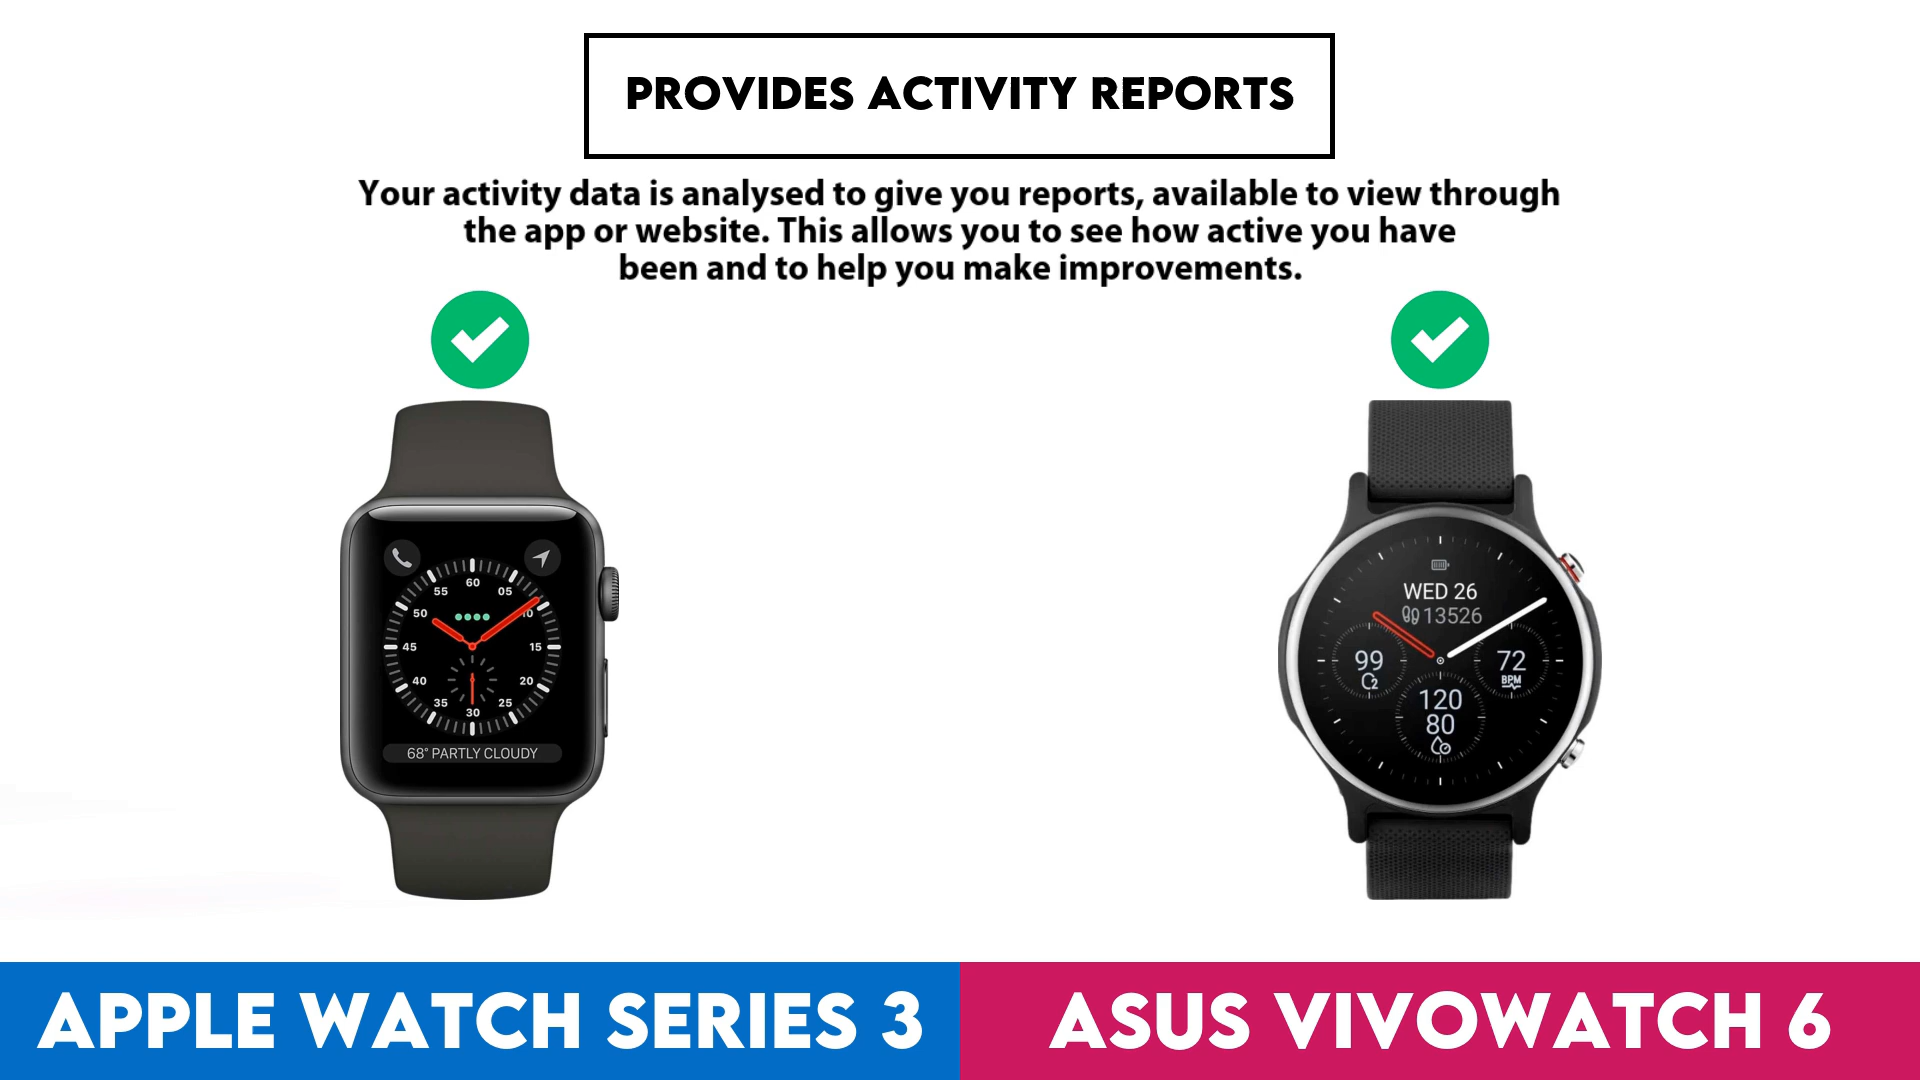 PROVIDES ACTIVITY REPORTS
Your activity data is analysed to give you reports, available to view through
the app or website. This allows you to see how active you have
been and to help you make improvements.
60
55 05
50 10
45 15
40 20
35 25
30
68° PARTLY CLOUDY
WED 26
13526
99
72
BPM
120
80
APPLE WATCH SERIES 3
ASUS VIVOWATCH 6